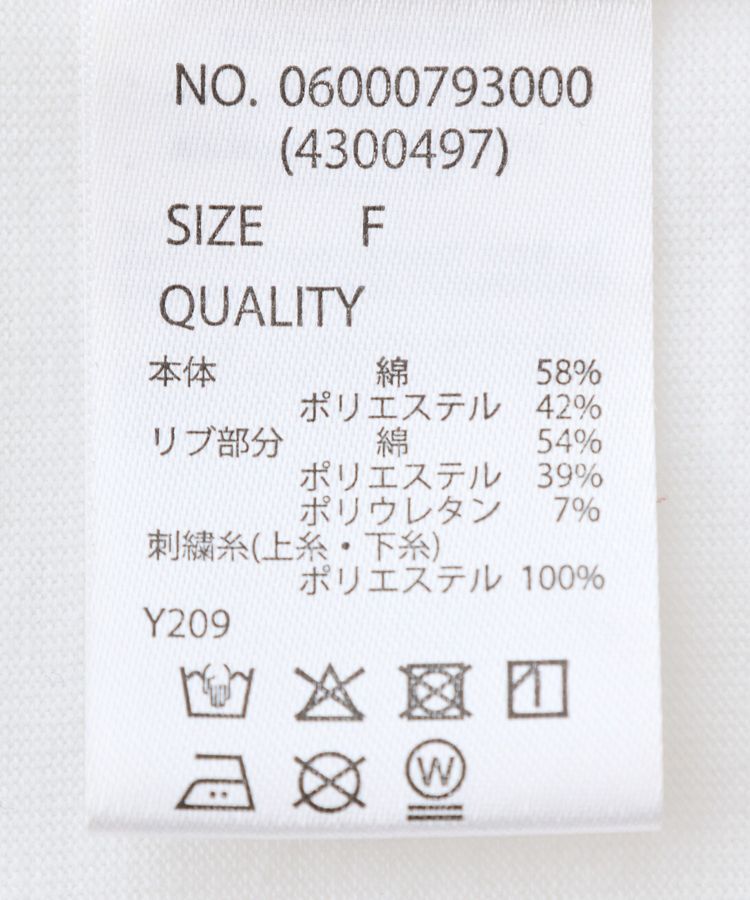 NO. 06000793000
(4300497)
SIZE F
QUALITY
本体 綿 58%
ポリエステル 42%
リブ部分 綿 54%
ポリエステル 39%
ポリウレタン 7%
刺繍糸(上糸・下糸)
ポリエステル 100%
Y209
W